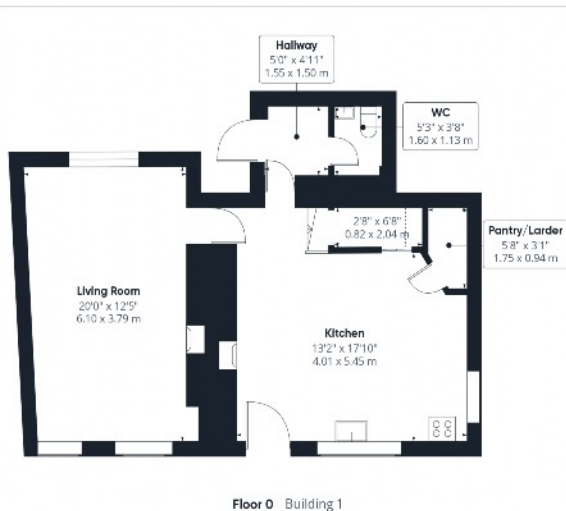 Hallway
5'0" x 4'11"
1.55 x 1.50 m
WC
5'3" x 3'8"
1.60 x 1.13 m
2'8" x 6'8"
0.82 x 2.04 m
Pantry/Larder
5'8" x 3'1"
1.75 x 0.94 m
Living Room
20'0" x 12'5"
6.10 x 3.79 m
Kitchen
13'2" x 17'10"
4.01 x 5.45 m
Floor 0 Building 1